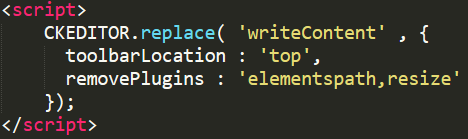 <script>
CKEDITOR.replace( 'writeContent' , {
toolbarLocation : 'top',
removePlugins : 'elementspath,resize'
});
</script>